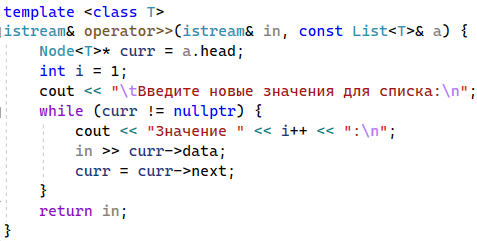 template <class T>
istream& operator>>(istream& in, const List<T>& a) {
    Node<T>* curr = a.head;
    int i = 1;
    cout << "\tВведите новые значения для списка:\n";
    while (curr != nullptr) {
        cout << "Значение " << i++ << ":\n";
        in >> curr->data;
        curr = curr->next;
    }
    return in;
}